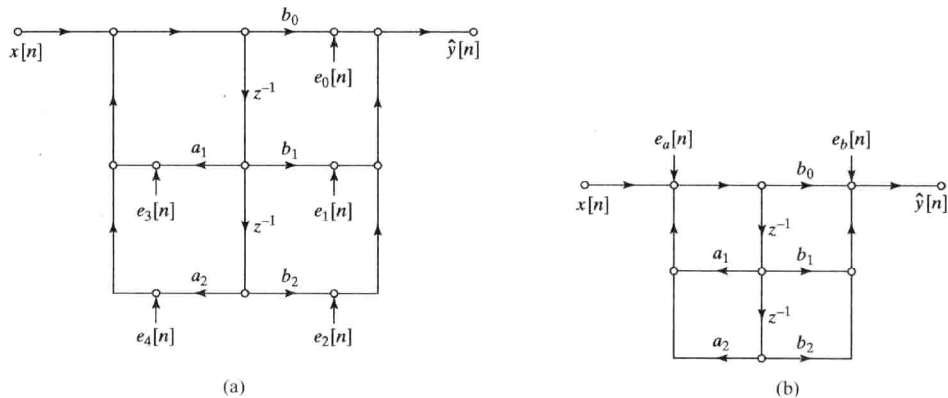 b₀
x[n] e₀[n] ŷ[n]
z⁻¹
a₁ b₁
e₃[n] e₁[n]
z⁻¹
a₂ b₂
e₄[n] e₂[n]
(a)
eₐ[n] e_b[n]
b₀
x[n] ŷ[n]
z⁻¹
a₁ b₁
z⁻¹
a₂ b₂
(b)